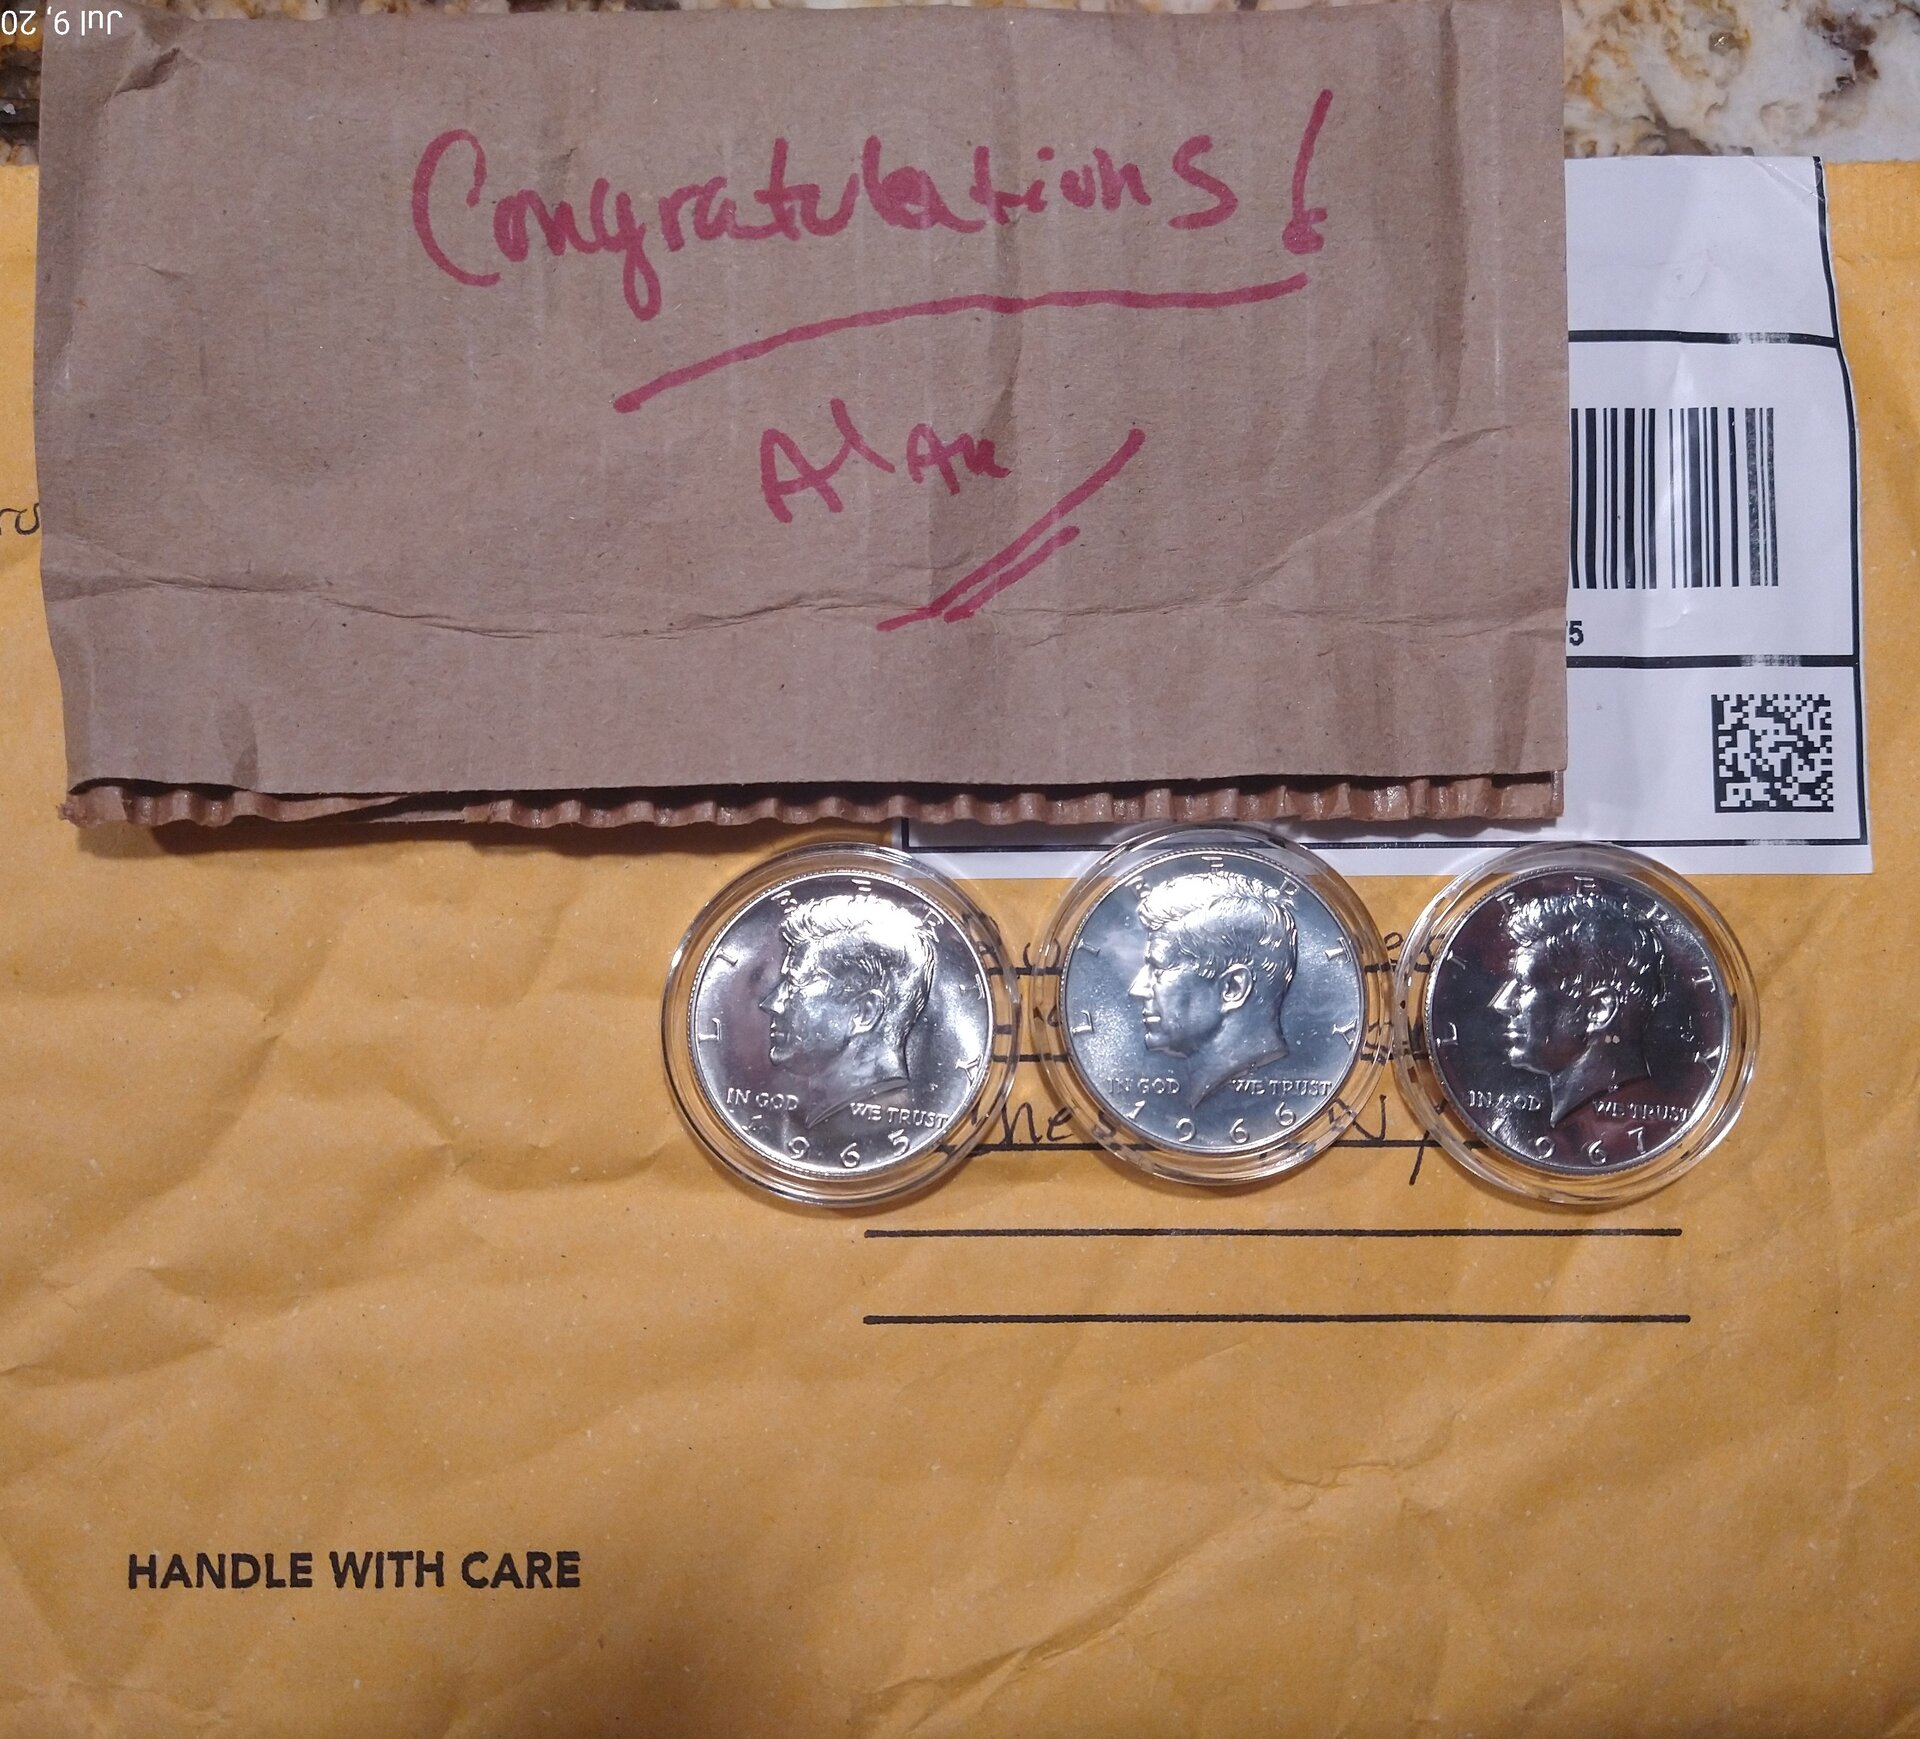 Jul 9, 20
Congratulations!
Alan
5
LIBERTY
IN GOD WE TRUST
1965
LIBERTY
IN GOD WE TRUST
1966
LIBERTY
IN GOD WE TRUST
1967
NY
HANDLE WITH CARE